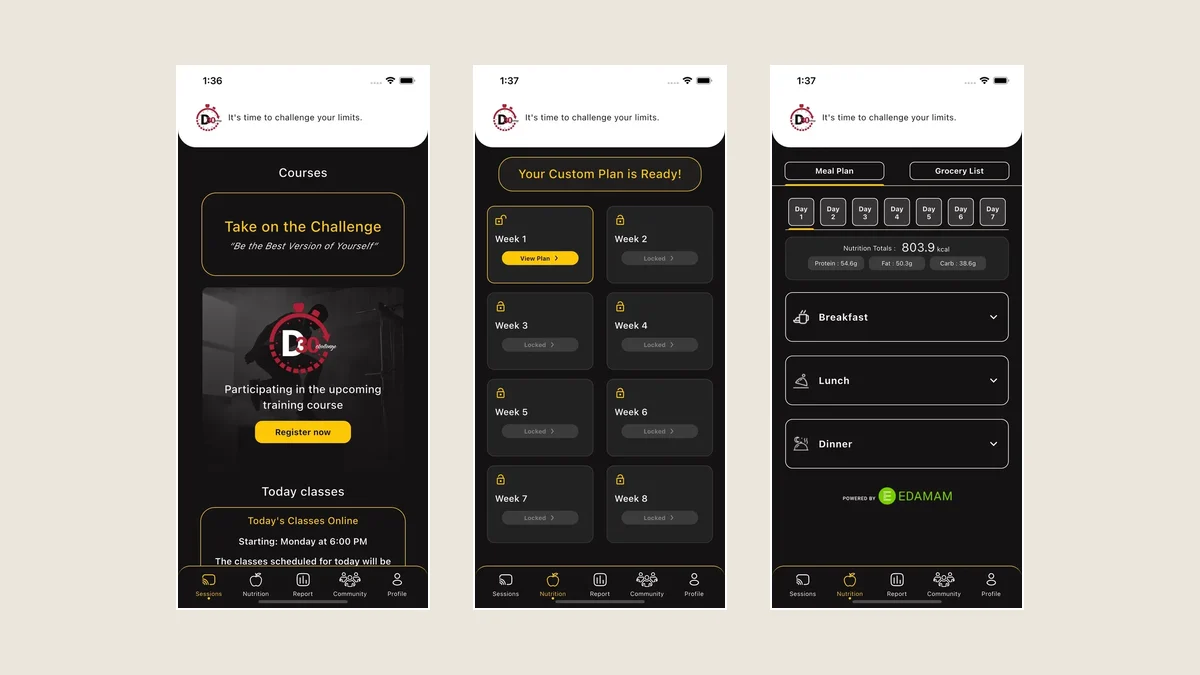 1:36
D30
It's time to challenge your limits.
Courses
Take on the Challenge
"Be the Best Version of Yourself"
D30 challenge
Participating in the upcoming
training course
Register now
Today classes
Today's Classes Online
Starting: Monday at 6:00 PM
The classes scheduled for today will be
Sessions Nutrition Report Community Profile
1:37
D30
It's time to challenge your limits.
Your Custom Plan is Ready!
Week 1
View Plan
Week 2
Locked
Week 3
Locked
Week 4
Locked
Week 5
Locked
Week 6
Locked
Week 7
Locked
Week 8
Locked
Sessions Nutrition Report Community Profile
1:37
D30
It's time to challenge your limits.
Meal Plan Grocery List
Day 1
Day 2
Day 3
Day 4
Day 5
Day 6
Day 7
Nutrition Totals : 803.9 kcal
Protein : 54.6g Fat : 50.3g Carb : 38.6g
Breakfast
Lunch
Dinner
POWERED BY E EDAMAM
Sessions Nutrition Report Community Profile